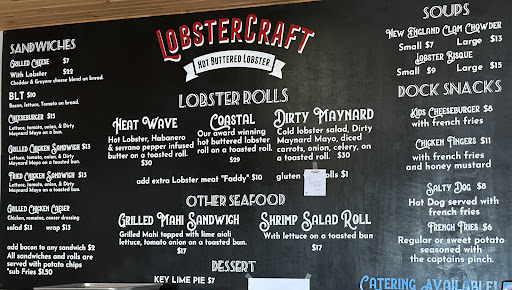 LobsterCraft
Hot Buttered Lobster
Sandwiches
Grilled Cheese $7
With Lobster $22
Chedder & Gruyere cheese blend on bread.
BLT $10
Bacon, lettuce, Tomato on bread.
Cheeseburger $13
Lettuce, tomato, onion, & Dirty
Maynard Mayo on a bun.
Grilled Chicken Sandwich $13
Lettuce, tomato, onion, & Dirty
Maynard Mayo on a bun.
Fried Chicken Sandwich $13
Lettuce, tomato, onion, & Dirty
Maynard Mayo on a bun.
Grilled Chicken Caeser
Chicken, romaine, caeser dressing
salad $13 wrap $13
add bacon to any sandwich $2
All sandwiches and rolls are
served with potato chips
*sub Fries $1.50
Lobster Rolls
Heat Wave
Hot Lobster, Habanero
& serrano pepper infused
butter on a toasted roll.
$30
Coastal
Our award winning
hot buttered lobster
roll on a toasted roll.
$29
Dirty Maynard
Cold lobster salad, Dirty
Maynard Mayo, diced
carrots, onion, celery, on
a toasted roll. $30
add extra Lobster meat "Faddy" $10
gluten rolls $1
Other Seafood
Grilled Mahi Sandwich
Grilled Mahi topped with lime aioli
lettuce, tomato onion on a toasted bun.
$17
Shrimp Salad Roll
With lettuce on a toasted bun
$17
Dessert
Key Lime Pie $7
Soups
New England Clam Chowder
Small $7 Large $13
Lobster Bisque
Small $9 Large $15
Dock Snacks
Kids Cheeseburger $8
with french fries
Chicken Fingers $11
with french fries
and honey mustard
Salty Dog $8
Hot Dog served with
french fries
French Fries $6
Regular or sweet potato
seasoned with
the captains pinch.
Catering Available!